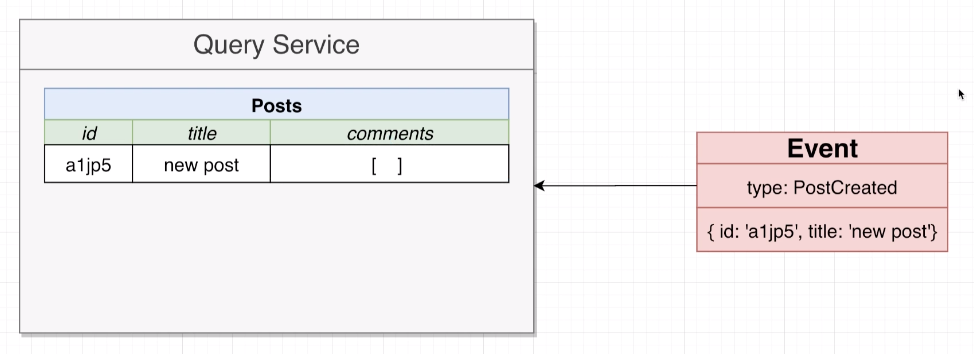 Query Service
Posts
id title comments
a1jp5 new post [ ]
Event
type: PostCreated
{ id: 'a1jp5', title: 'new post'}